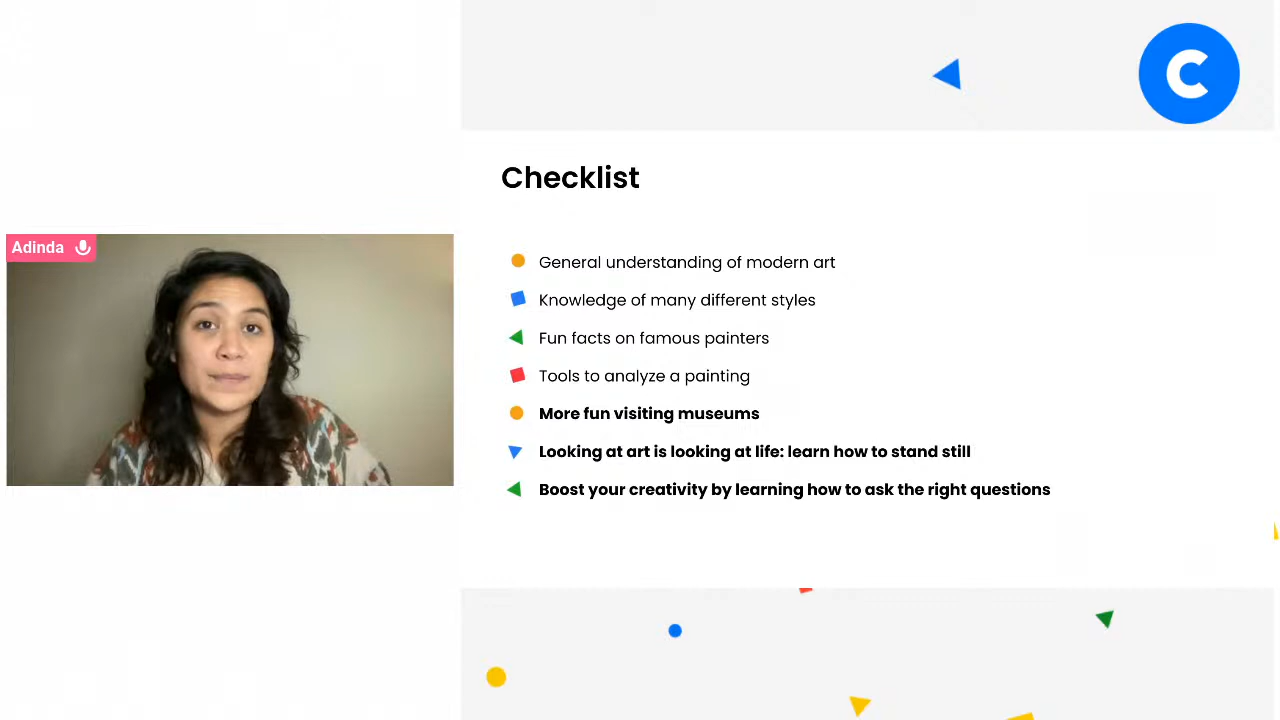 C
Checklist
Adinda
General understanding of modern art
Knowledge of many different styles
Fun facts on famous painters
Tools to analyze a painting
More fun visiting museums
Looking at art is looking at life: learn how to stand still
Boost your creativity by learning how to ask the right questions